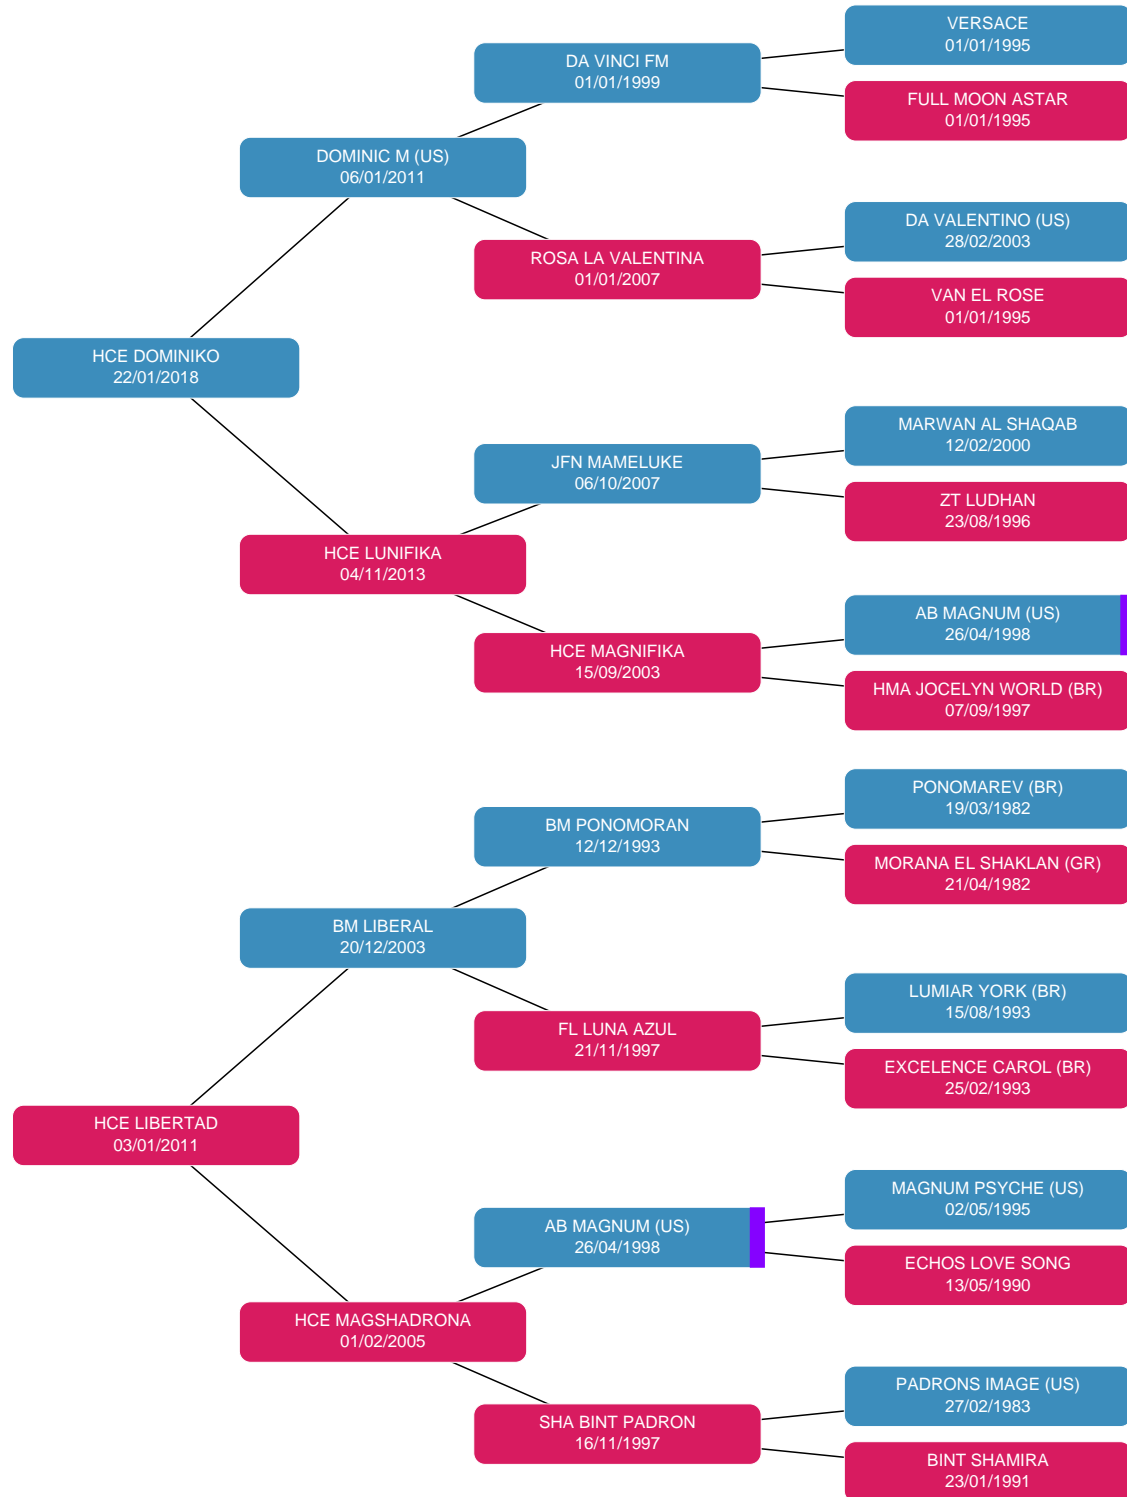 VERSACE
01/01/1995
DA VINCI FM
01/01/1999
FULL MOON ASTAR
01/01/1995
DOMINIC M (US)
06/01/2011
DA VALENTINO (US)
28/02/2003
ROSA LA VALENTINA
01/01/2007
VAN EL ROSE
01/01/1995
HCE DOMINIKO
22/01/2018
MARWAN AL SHAQAB
12/02/2000
JFN MAMELUKE
06/10/2007
ZT LUDHAN
23/08/1996
HCE LUNIFIKA
04/11/2013
AB MAGNUM (US)
26/04/1998
HCE MAGNIFIKA
15/09/2003
HMA JOCELYN WORLD (BR)
07/09/1997
PONOMAREV (BR)
19/03/1982
BM PONOMORAN
12/12/1993
MORANA EL SHAKLAN (GR)
21/04/1982
BM LIBERAL
20/12/2003
LUMIAR YORK (BR)
15/08/1993
FL LUNA AZUL
21/11/1997
EXCELENCE CAROL (BR)
25/02/1993
HCE LIBERTAD
03/01/2011
MAGNUM PSYCHE (US)
02/05/1995
AB MAGNUM (US)
26/04/1998
ECHOS LOVE SONG
13/05/1990
HCE MAGSHADRONA
01/02/2005
PADRONS IMAGE (US)
27/02/1983
SHA BINT PADRON
16/11/1997
BINT SHAMIRA
23/01/1991